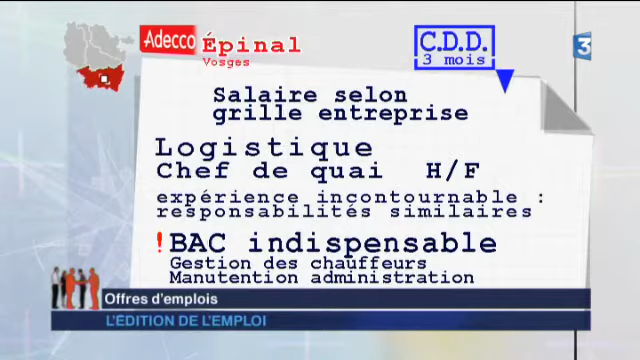 Adecco Épinal
Vosges
C.D.D.
3 mois
3
Salaire selon
grille entreprise
Logistique
Chef de quai H/F
expérience incontournable :
responsabilités similaires
!BAC indispensable
Gestion des chauffeurs
Manutention administration
Offres d'emplois
L'ÉDITION DE L'EMPLOI